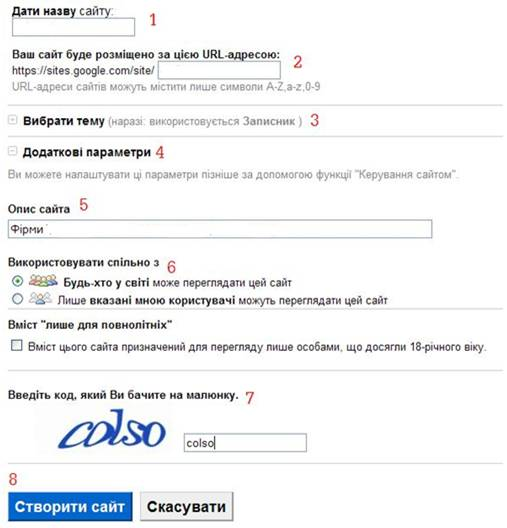 Дати назву сайту:
1
Ваш сайт буде розміщено за цією URL-адресою:
https://sites.google.com/site/
2
URL-адреси сайтів можуть містити лише символи A-Z,a-z,0-9
Вибрати тему (наразі: використовується Записник ) 3
Додаткові параметри 4
Ви можете налаштувати ці параметри пізніше за допомогою функції "Керування сайтом".
Опис сайта 5
Фірми
Використовувати спільно з 6
Будь-хто у світі може переглядати цей сайт
Лише вказані мною користувачі можуть переглядати цей сайт
Вміст "лише для повнолітніх"
Вміст цього сайта призначений для перегляду лише особами, що досягли 18-річного віку.
Введіть код, який Ви бачите на малюнку. 7
colso
colso
8
Створити сайт Скасувати